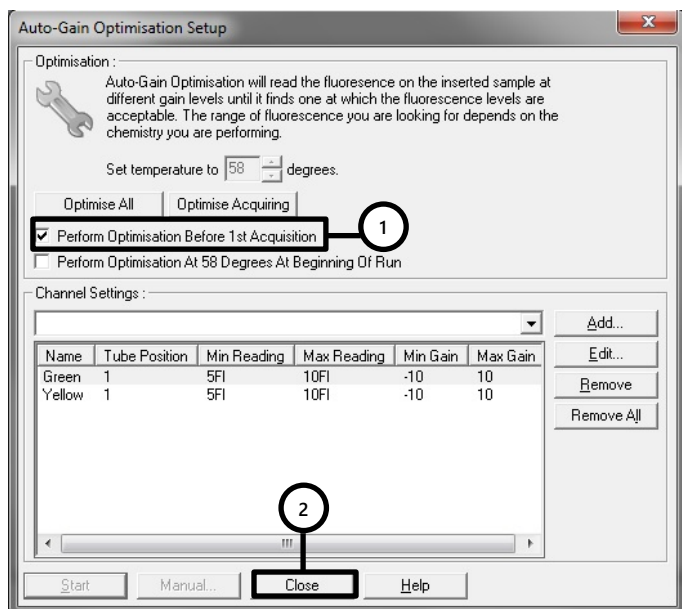 Auto-Gain Optimisation Setup
Optimisation :
Auto-Gain Optimisation will read the fluoresence on the inserted sample at
different gain levels until it finds one at which the fluorescence levels are
acceptable. The range of fluorescence you are looking for depends on the
chemistry you are performing.
Set temperature to 58 degrees.
Optimise All Optimise Acquiring
Perform Optimisation Before 1st Acquisition 1
Perform Optimisation At 58 Degrees At Beginning Of Run
Channel Settings :
Add...
Name Tube Position Min Reading Max Reading Min Gain Max Gain Edit...
Green 1 5Fl 10Fl -10 10
Yellow 1 5Fl 10Fl -10 10
Remove
Remove All
2
Start Manual... Close Help